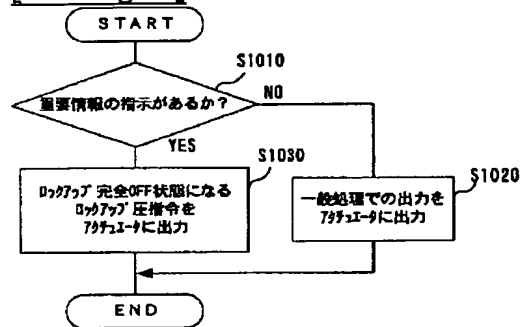 START
S1010
重要情報の指示があるか?
NO
YES
S1030
S1020
ロックアップ完全OFF状態になる
ロックアップ圧指令を
アクチュエータに出力
一般処理での出力を
アクチュエータに出力
END